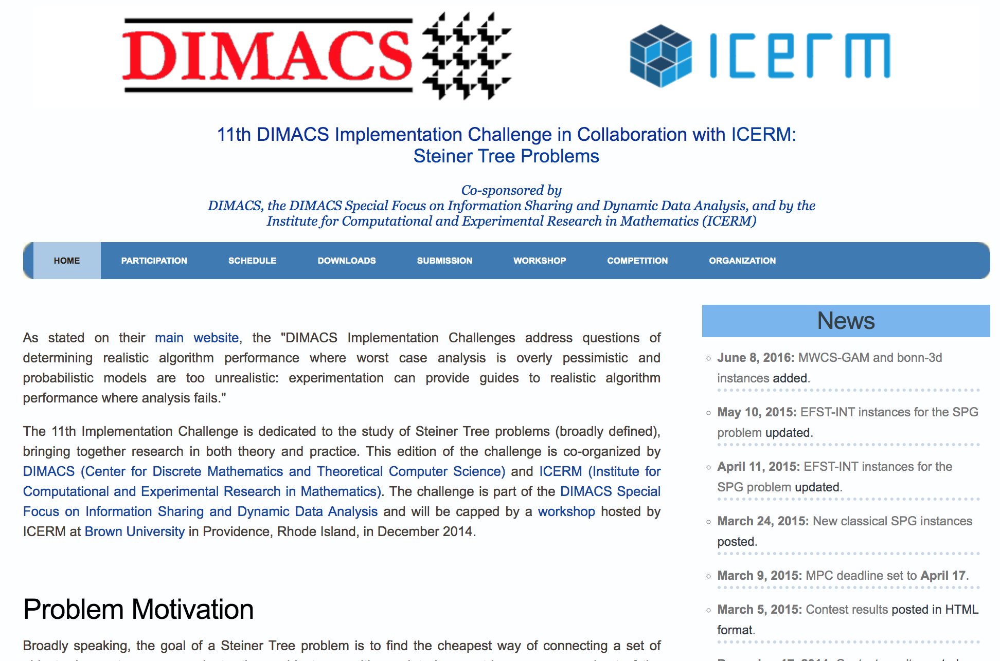 DIMACS
icerm
11th DIMACS Implementation Challenge in Collaboration with ICERM:
Steiner Tree Problems
Co-sponsored by
DIMACS, the DIMACS Special Focus on Information Sharing and Dynamic Data Analysis, and by the
Institute for Computational and Experimental Research in Mathematics (ICERM)
HOME PARTICIPATION SCHEDULE DOWNLOADS SUBMISSION WORKSHOP COMPETITION ORGANIZATION
As stated on their main website, the "DIMACS Implementation Challenges address questions of
determining realistic algorithm performance where worst case analysis is overly pessimistic and
probabilistic models are too unrealistic: experimentation can provide guides to realistic algorithm
performance where analysis fails."
The 11th Implementation Challenge is dedicated to the study of Steiner Tree problems (broadly defined),
bringing together research in both theory and practice. This edition of the challenge is co-organized by
DIMACS (Center for Discrete Mathematics and Theoretical Computer Science) and ICERM (Institute for
Computational and Experimental Research in Mathematics). The challenge is part of the DIMACS Special
Focus on Information Sharing and Dynamic Data Analysis and will be capped by a workshop hosted by
ICERM at Brown University in Providence, Rhode Island, in December 2014.
Problem Motivation
Broadly speaking, the goal of a Steiner Tree problem is to find the cheapest way of connecting a set of
News
June 8, 2016: MWCS-GAM and bonn-3d
instances added.
May 10, 2015: EFST-INT instances for the SPG
problem updated.
April 11, 2015: EFST-INT instances for the
SPG problem updated.
March 24, 2015: New classical SPG instances
posted.
March 9, 2015: MPC deadline set to April 17.
March 5, 2015: Contest results posted in HTML
format.